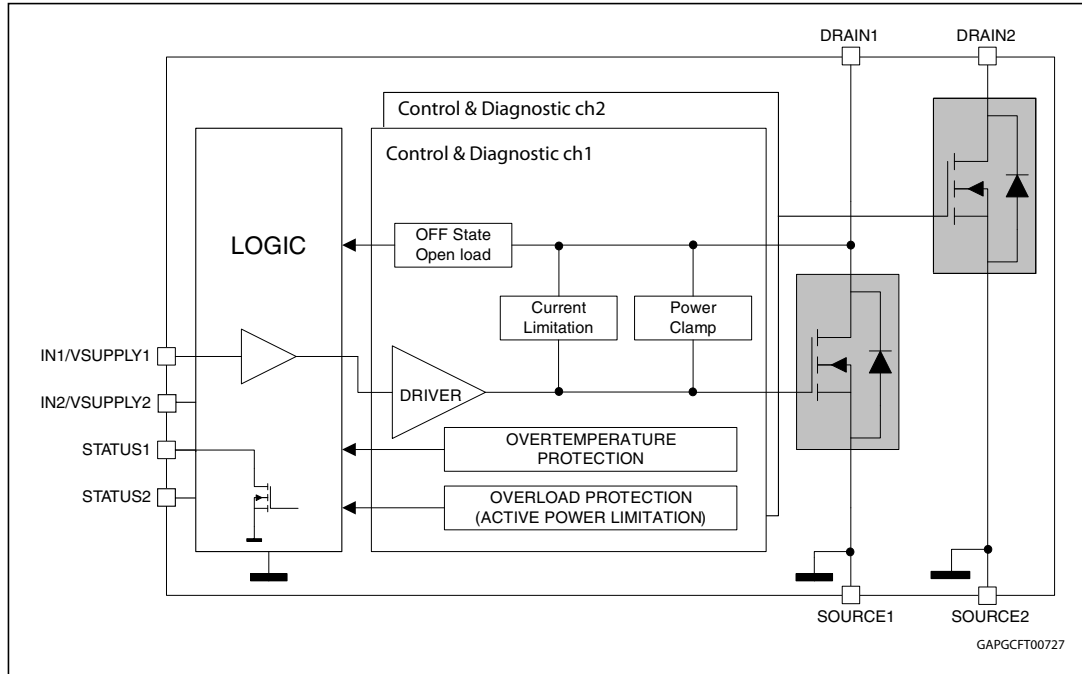 DRAIN1
DRAIN2
Control & Diagnostic ch2
Control & Diagnostic ch1
LOGIC
OFF State
Open load
Current
Limitation
Power
Clamp
IN1/VSUPPLY1
DRIVER
IN2/VSUPPLY2
STATUS1
OVERTEMPERATURE
PROTECTION
STATUS2
OVERLOAD PROTECTION
(ACTIVE POWER LIMITATION)
SOURCE1
SOURCE2
GAPGCFT00727